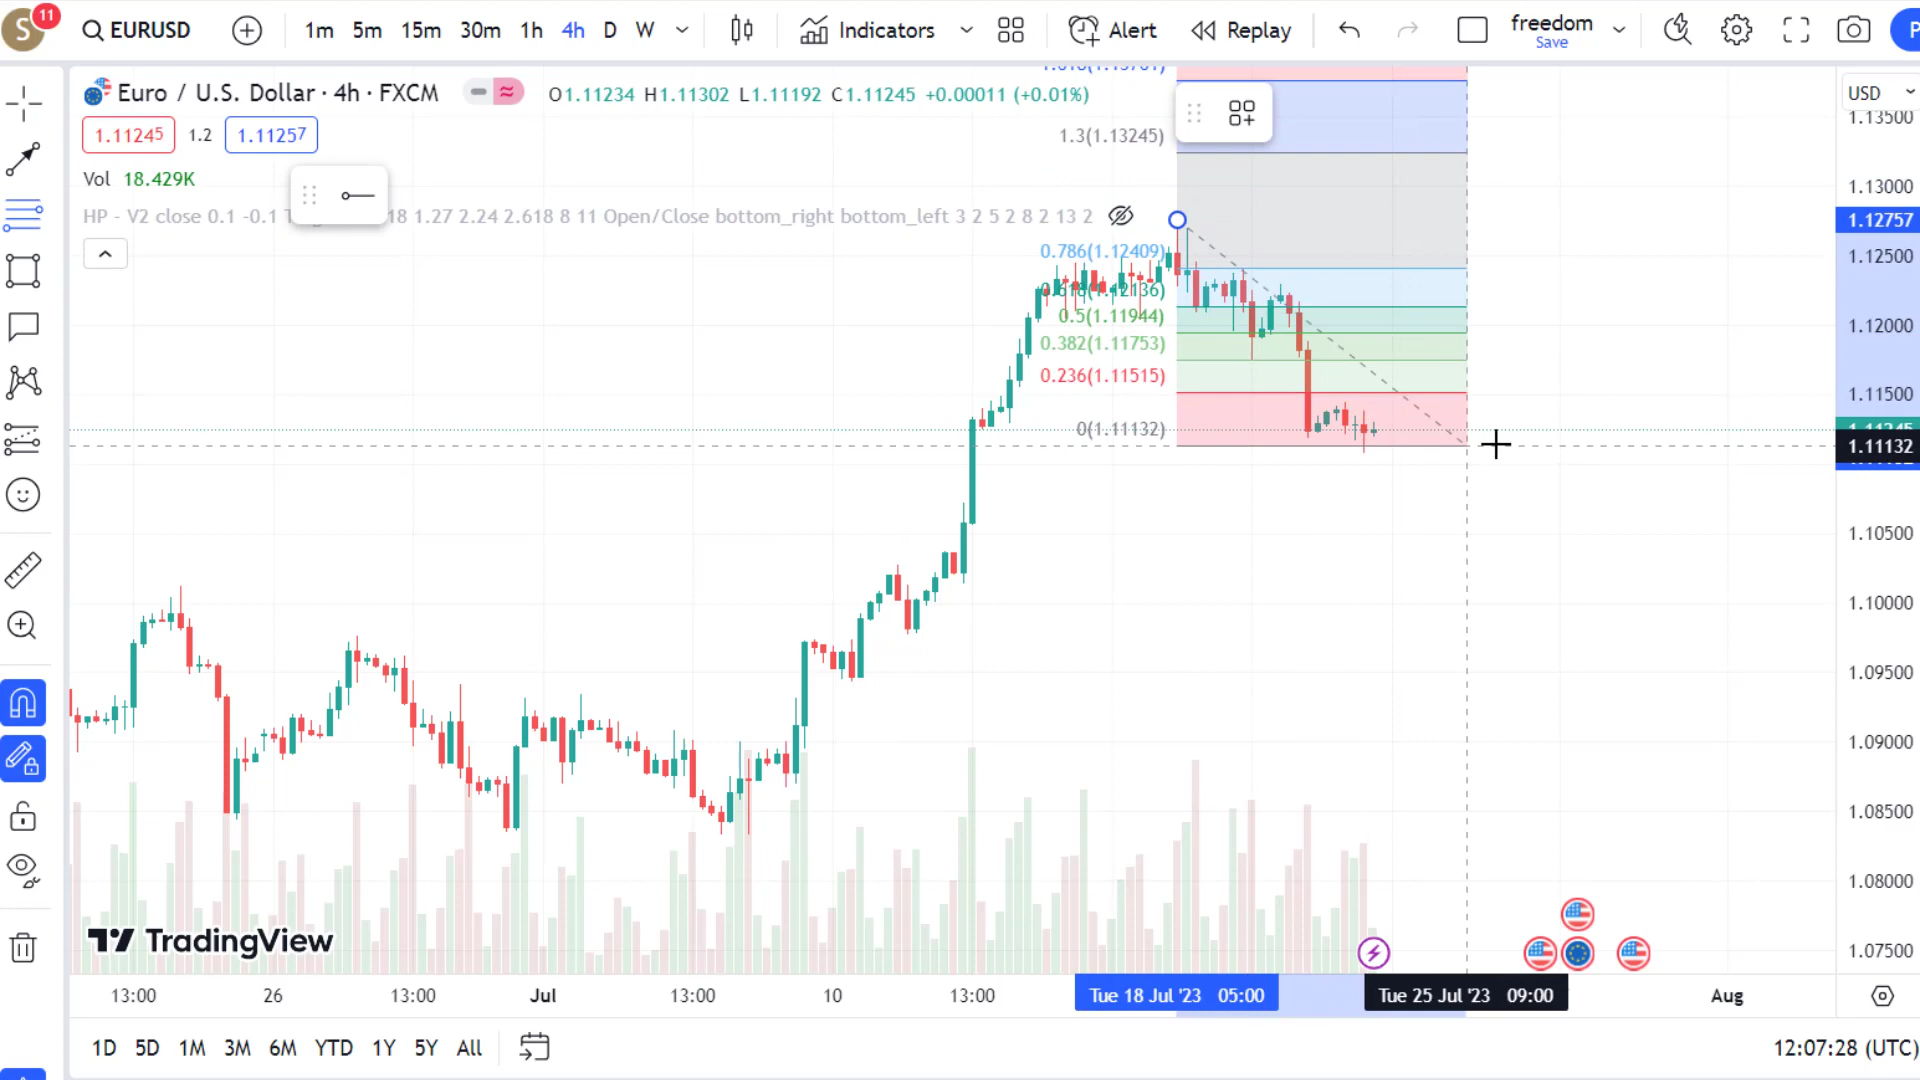 S 11 EURUSD 1m 5m 15m 30m 1h 4h D W Indicators Alert Replay freedom Save P
Euro / U.S. Dollar · 4h · FXCM O1.11234 H1.11302 L1.11192 C1.11245 +0.00011 (+0.01%)
1.11245 1.2 1.11257
Vol 18.429K
HP - V2 close 0.1 -0.1 18 1.27 2.24 2.618 8 11 Open/Close bottom_right bottom_left 3 2 5 2 8 2 13 2
1.3(1.13245)
0.786(1.12409)
0.618(1.12136)
0.5(1.11944)
0.382(1.11753)
0.236(1.11515)
0(1.11132)
USD
1.13500
1.13000
1.12757
1.12500
1.12000
1.11500
1.11245
1.11132
1.10500
1.10000
1.09500
1.09000
1.08500
1.08000
1.07500
TradingView
13:00 26 13:00 Jul 13:00 10 13:00 Tue 18 Jul '23 05:00 Tue 25 Jul '23 09:00 Aug
1D 5D 1M 3M 6M YTD 1Y 5Y All 12:07:28 (UTC)